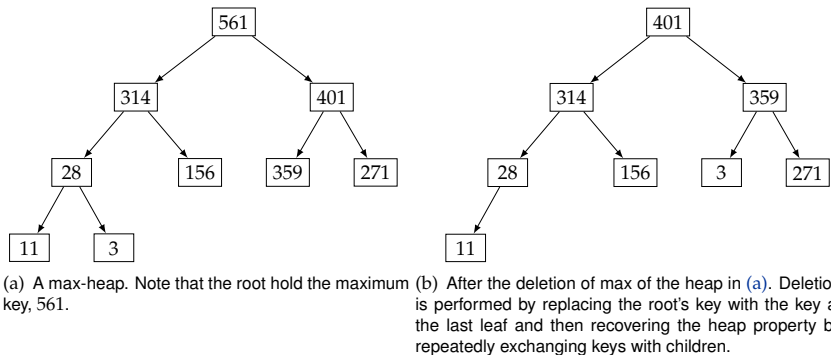 561
401
314
401
314
359
28
156
359
271
28
156
3
271
11
3
11
(a) A max-heap. Note that the root hold the maximum
key, 561.
(b) After the deletion of max of the heap in (a). Deletio
is performed by replacing the root's key with the key a
the last leaf and then recovering the heap property b
repeatedly exchanging keys with children.